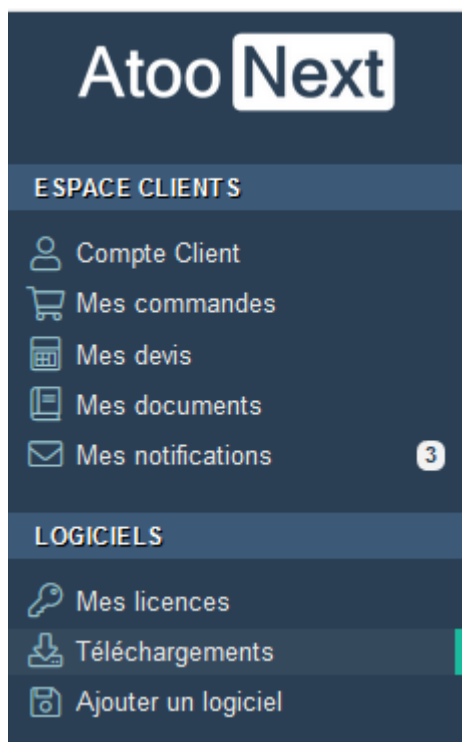 Atoo Next
ESPACE CLIENTS
Compte Client
Mes commandes
Mes devis
Mes documents
Mes notifications 3
LOGICIELS
Mes licences
Téléchargements
Ajouter un logiciel